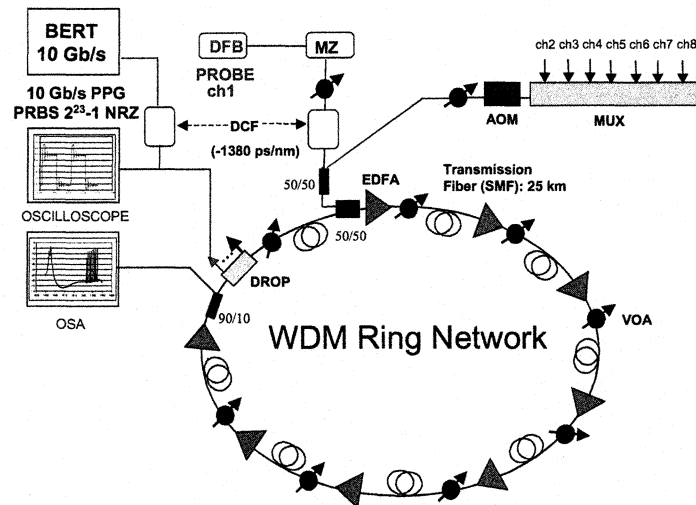 BERT
10 Gb/s
10 Gb/s PPG
PRBS 2²³-1 NRZ
DFB
MZ
PROBE
ch1
DCF
(-1380 ps/nm)
ch2 ch3 ch4 ch5 ch6 ch7 ch8
AOM
MUX
50/50
EDFA
Transmission
Fiber (SMF): 25 km
50/50
OSCILLOSCOPE
DROP
OSA
90/10
VOA
WDM Ring Network